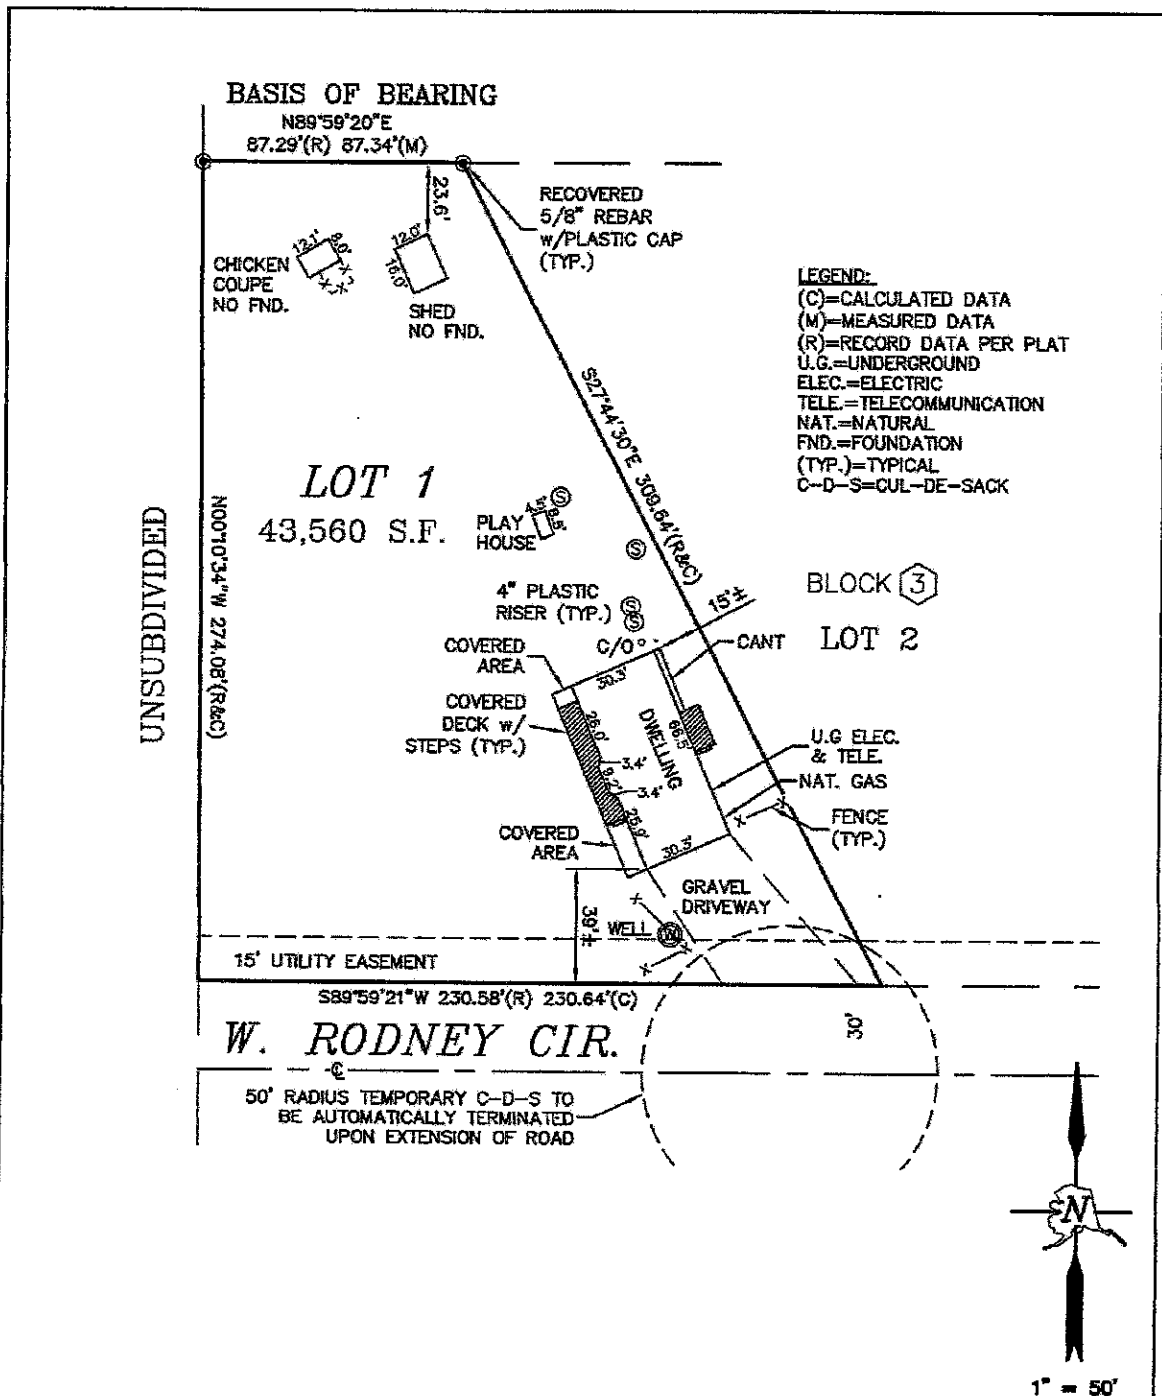 BASIS OF BEARING
N89°59'20"E
87.29'(R) 87.34'(M)
23.6'
RECOVERED
5/8" REBAR
w/PLASTIC CAP
(TYP.)
12.1'
8.0'
CHICKEN
COUPE
NO FND.
12.0'
16.0'
SHED
NO FND.
LEGEND:
(C)=CALCULATED DATA
(M)=MEASURED DATA
(R)=RECORD DATA PER PLAT
U.G.=UNDERGROUND
ELEC.=ELECTRIC
TELE.=TELECOMMUNICATION
NAT.=NATURAL
FND.=FOUNDATION
(TYP.)=TYPICAL
C-D-S=CUL-DE-SACK
S27°44'30"E 309.64'(R&C)
LOT 1
43,560 S.F.
UNSUBDIVIDED
N00°10'34"W 274.08'(R&C)
PLAY
HOUSE
8.5'
S
S
4" PLASTIC
RISER (TYP.)
S
S
BLOCK 3
LOT 2
15'±
C/O
CANT
COVERED
AREA
30.3'
COVERED
DECK w/
STEPS (TYP.)
26.0'
DWELLING
66.5'
3.4'
9.2'
3.4'
25.9'
U.G ELEC.
& TELE.
NAT. GAS
FENCE
(TYP.)
COVERED
AREA
30.3'
GRAVEL
DRIVEWAY
39'±
WELL W
15' UTILITY EASEMENT
S89°59'21"W 230.58'(R) 230.64'(C)
W. RODNEY CIR.
30'
50' RADIUS TEMPORARY C-D-S TO
BE AUTOMATICALLY TERMINATED
UPON EXTENSION OF ROAD
N
1" = 50'